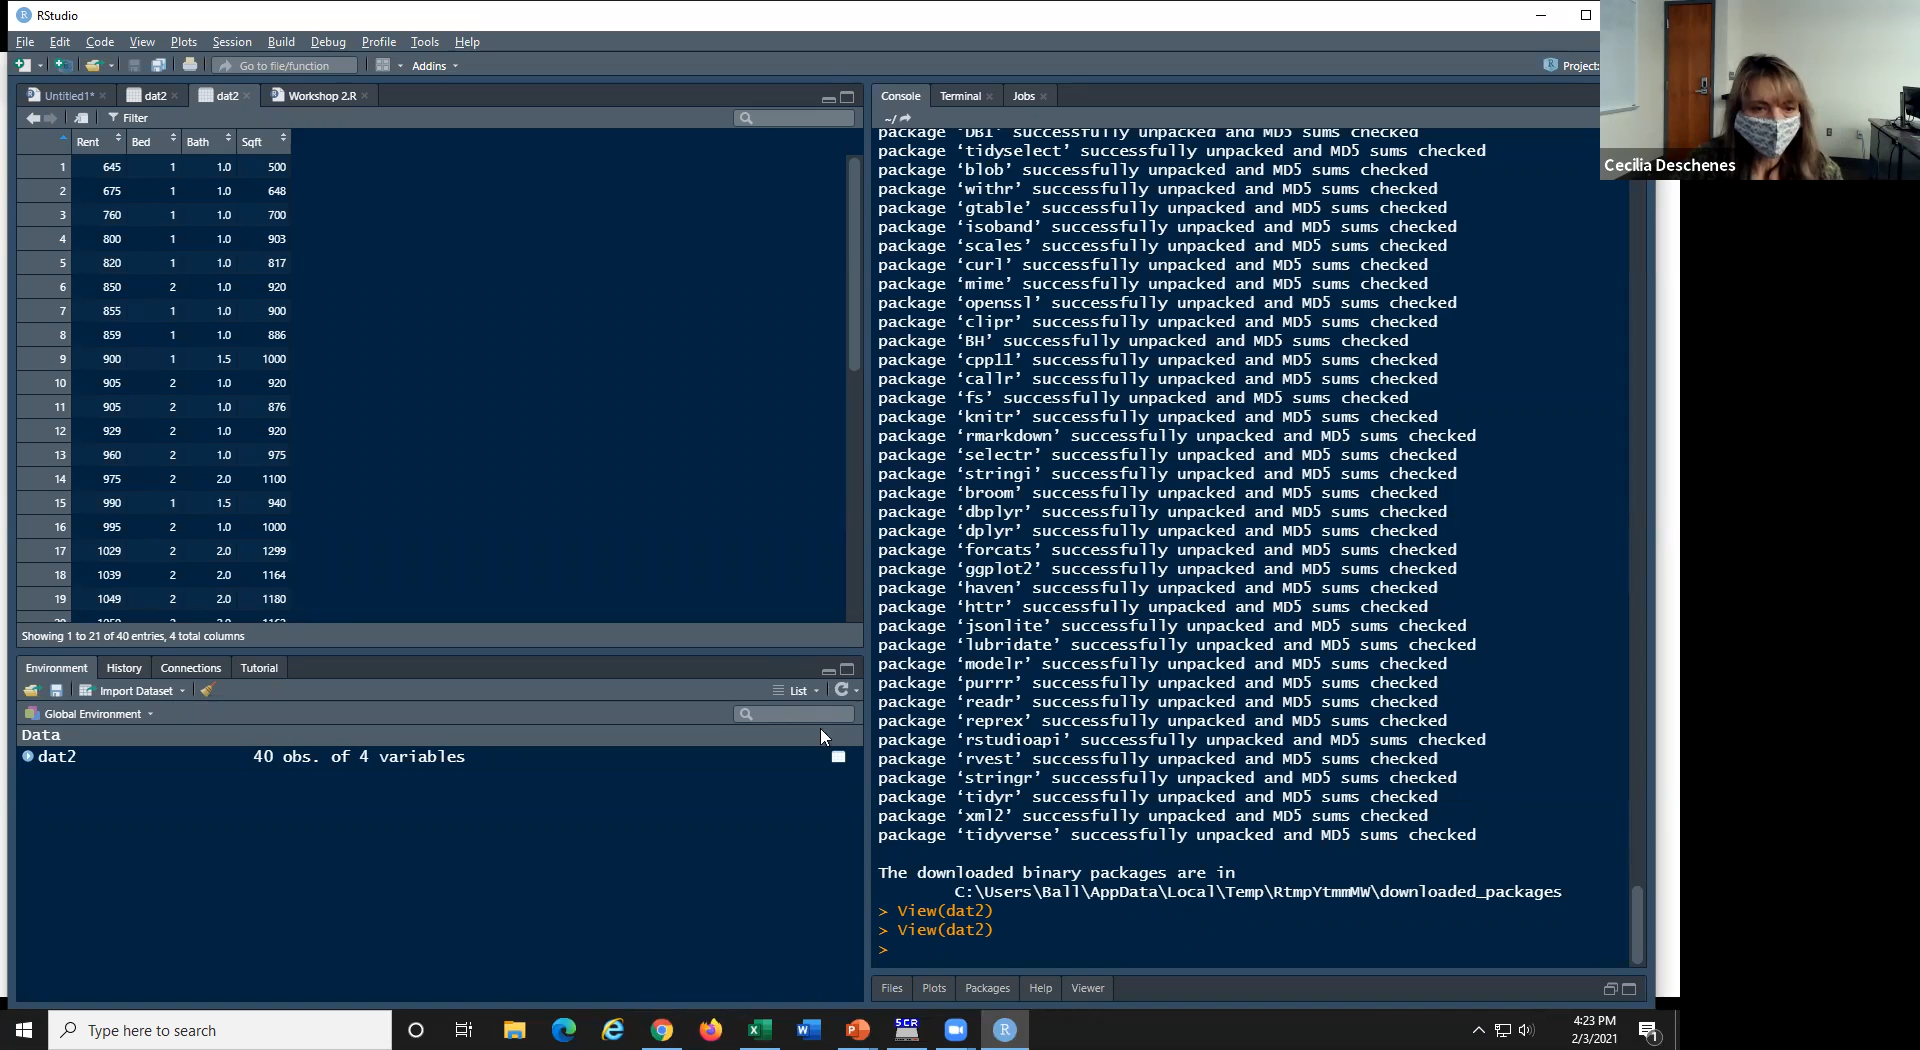 RStudio
File Edit Code View Plots Session Build Debug Profile Tools Help
Go to file/function Addins Project:
Untitled1* dat2 dat2 Workshop 2.R
Filter
Rent Bed Bath Sqft
1 645 1 1.0 500
2 675 1 1.0 648
3 760 1 1.0 700
4 800 1 1.0 903
5 820 1 1.0 817
6 850 2 1.0 920
7 855 1 1.0 900
8 859 1 1.0 886
9 900 1 1.5 1000
10 905 2 1.0 920
11 905 2 1.0 876
12 929 2 1.0 920
13 960 2 1.0 975
14 975 2 2.0 1100
15 990 1 1.5 940
16 995 2 1.0 1000
17 1029 2 2.0 1299
18 1039 2 2.0 1164
19 1049 2 2.0 1180
Showing 1 to 21 of 40 entries, 4 total columns
Environment History Connections Tutorial
Import Dataset List
Global Environment
Data
dat2 40 obs. of 4 variables
Console Terminal Jobs
~/
package ‘DBI’ successfully unpacked and MD5 sums checked
package ‘tidyselect’ successfully unpacked and MD5 sums checked
package ‘blob’ successfully unpacked and MD5 sums checked
package ‘withr’ successfully unpacked and MD5 sums checked
package ‘gtable’ successfully unpacked and MD5 sums checked
package ‘isoband’ successfully unpacked and MD5 sums checked
package ‘scales’ successfully unpacked and MD5 sums checked
package ‘curl’ successfully unpacked and MD5 sums checked
package ‘mime’ successfully unpacked and MD5 sums checked
package ‘openssl’ successfully unpacked and MD5 sums checked
package ‘clipr’ successfully unpacked and MD5 sums checked
package ‘BH’ successfully unpacked and MD5 sums checked
package ‘cpp11’ successfully unpacked and MD5 sums checked
package ‘callr’ successfully unpacked and MD5 sums checked
package ‘fs’ successfully unpacked and MD5 sums checked
package ‘knitr’ successfully unpacked and MD5 sums checked
package ‘rmarkdown’ successfully unpacked and MD5 sums checked
package ‘selectr’ successfully unpacked and MD5 sums checked
package ‘stringi’ successfully unpacked and MD5 sums checked
package ‘broom’ successfully unpacked and MD5 sums checked
package ‘dbplyr’ successfully unpacked and MD5 sums checked
package ‘dplyr’ successfully unpacked and MD5 sums checked
package ‘forcats’ successfully unpacked and MD5 sums checked
package ‘ggplot2’ successfully unpacked and MD5 sums checked
package ‘haven’ successfully unpacked and MD5 sums checked
package ‘httr’ successfully unpacked and MD5 sums checked
package ‘jsonlite’ successfully unpacked and MD5 sums checked
package ‘lubridate’ successfully unpacked and MD5 sums checked
package ‘modelr’ successfully unpacked and MD5 sums checked
package ‘purrr’ successfully unpacked and MD5 sums checked
package ‘readr’ successfully unpacked and MD5 sums checked
package ‘reprex’ successfully unpacked and MD5 sums checked
package ‘rstudioapi’ successfully unpacked and MD5 sums checked
package ‘rvest’ successfully unpacked and MD5 sums checked
package ‘stringr’ successfully unpacked and MD5 sums checked
package ‘tidyr’ successfully unpacked and MD5 sums checked
package ‘xml2’ successfully unpacked and MD5 sums checked
package ‘tidyverse’ successfully unpacked and MD5 sums checked
The downloaded binary packages are in
C:\Users\Ball\AppData\Local\Temp\RtmpYtmmMW\downloaded_packages
> View(dat2)
> View(dat2)
>
Files Plots Packages Help Viewer
Cecilia Deschenes
Type here to search
SCR
4:23 PM
2/3/2021
1